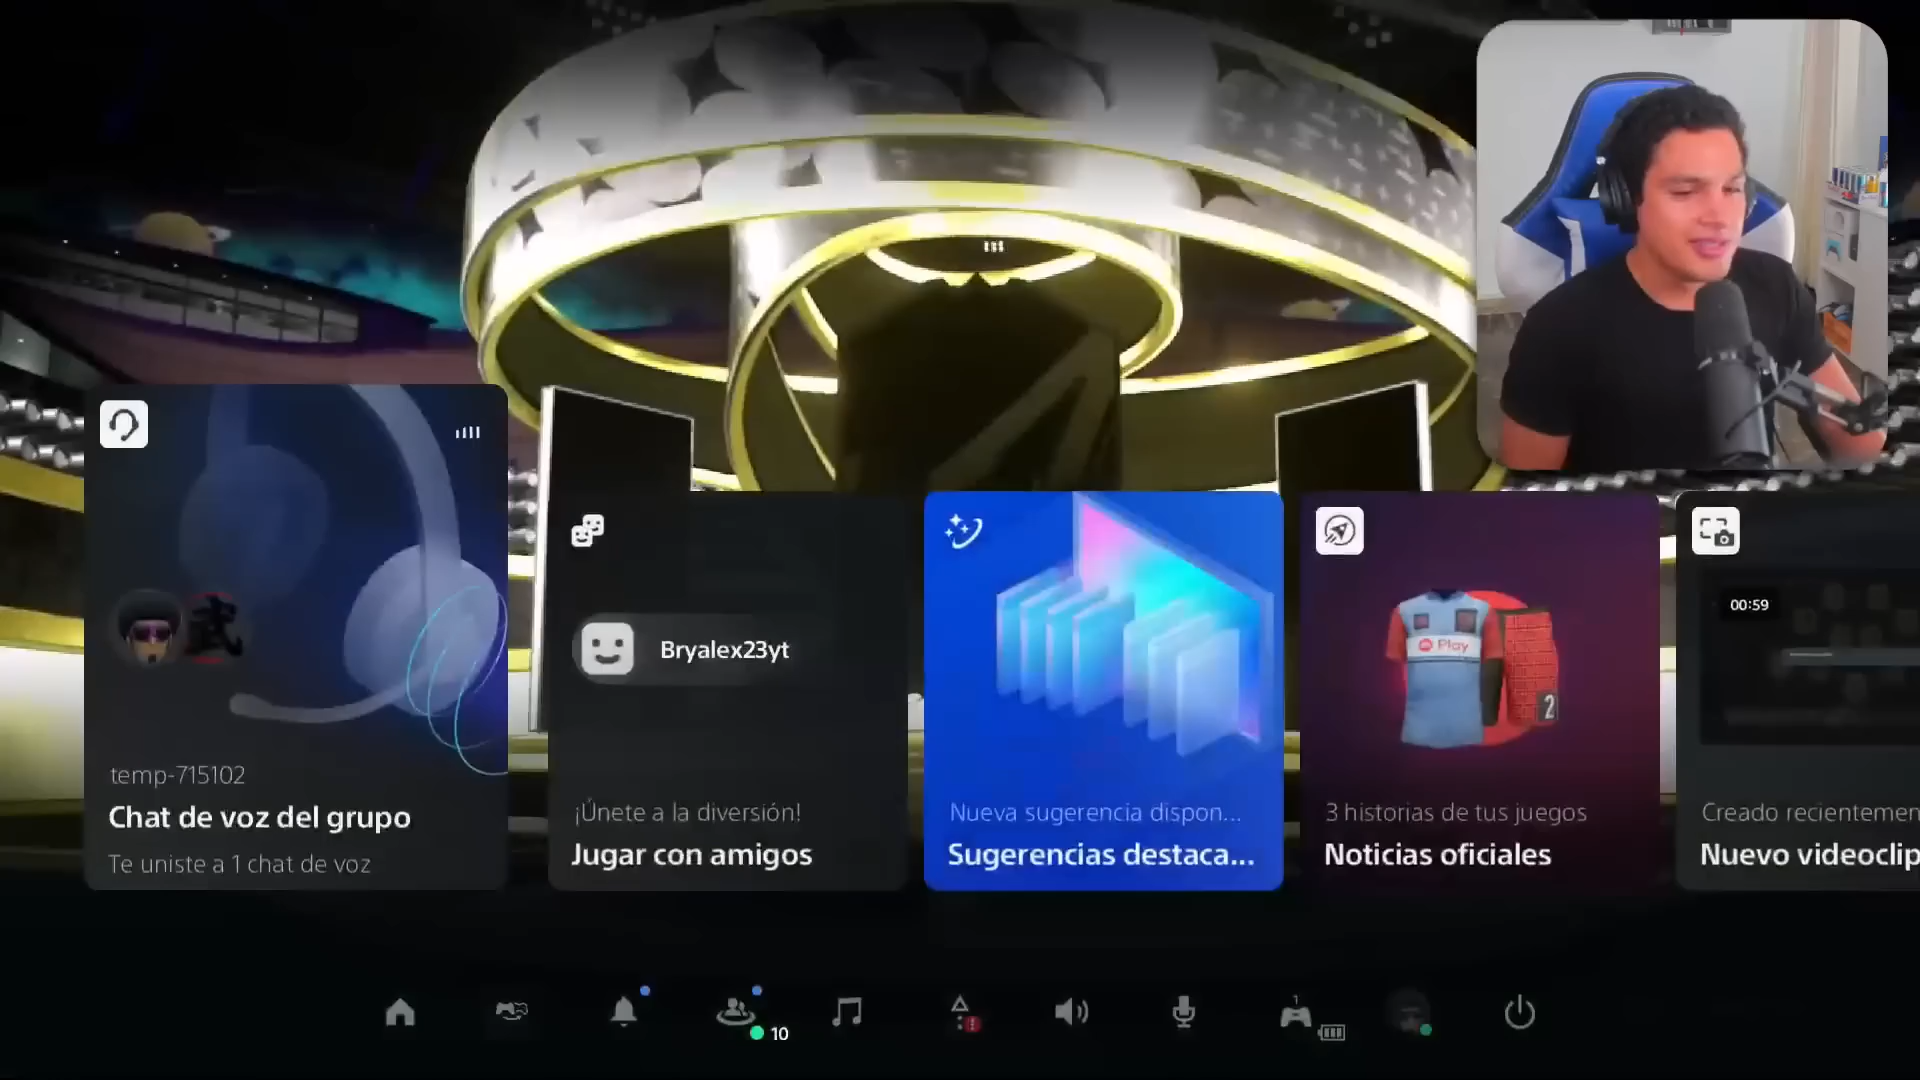 temp-715102
Chat de voz del grupo
Te uniste a 1 chat de voz
武
Bryalex23yt
¡Únete a la diversión!
Jugar con amigos
Nueva sugerencia dispon...
Sugerencias destaca...
Play
2
3 historias de tus juegos
Noticias oficiales
00:59
Creado recientemen
Nuevo videoclip
10